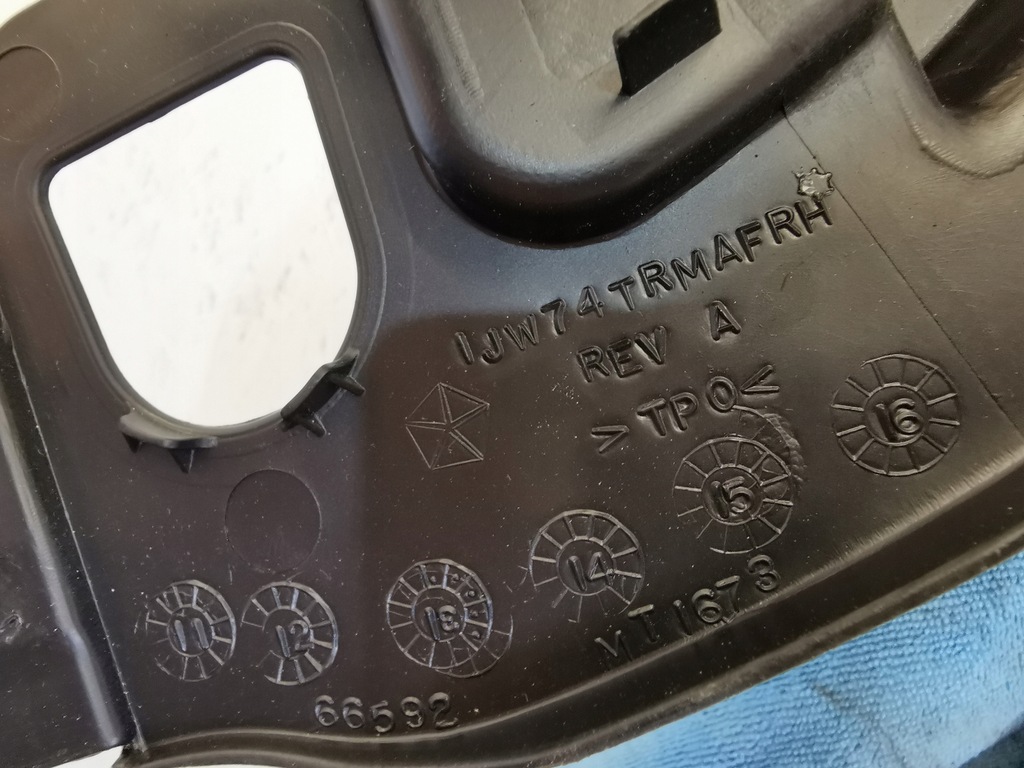 1JW74TRMAFRH
REV A
>TPO<
16
15
14
13
12
11
MT1673
66592